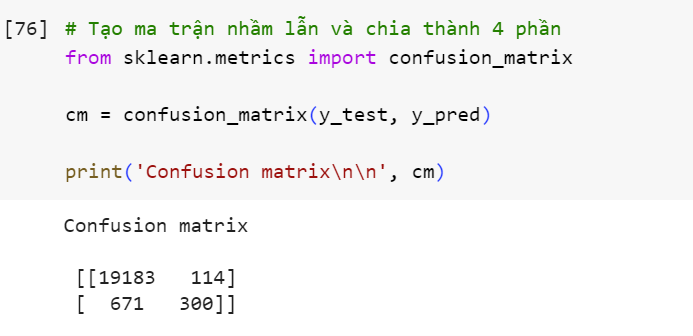 [76] # Tạo ma trận nhầm lẫn và chia thành 4 phần
from sklearn.metrics import confusion_matrix
cm = confusion_matrix(y_test, y_pred)
print('Confusion matrix\n\n', cm)
Confusion matrix
[[19183   114]
[  671   300]]